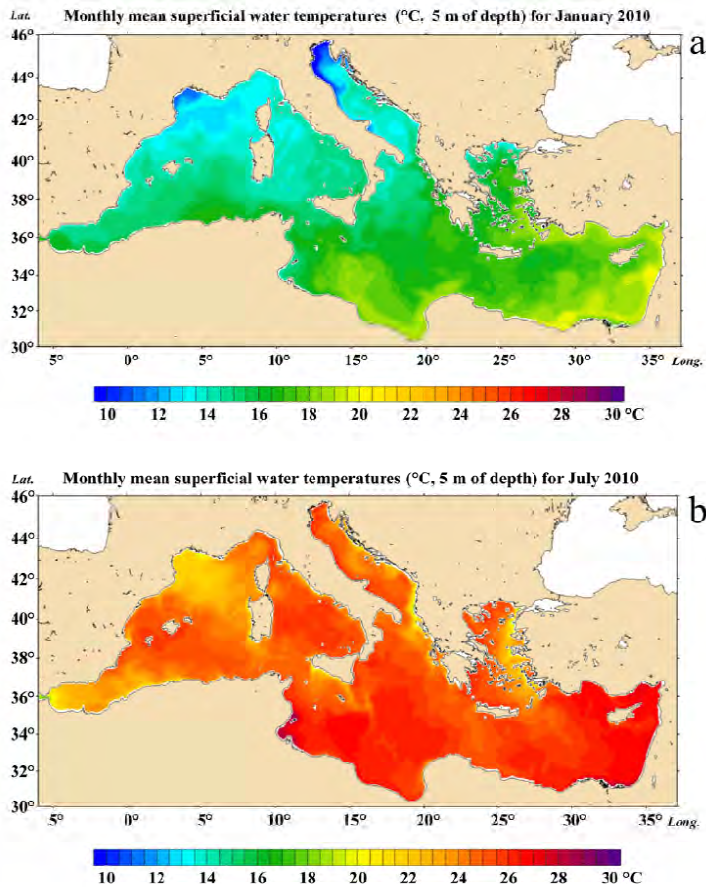 Lat. Monthly mean superficial water temperatures (°C, 5 m of depth) for January 2010
a
46°
44°
42°
40°
38°
36°
34°
32°
30°
5° 0° 5° 10° 15° 20° 25° 30° 35° Long.
10 12 14 16 18 20 22 24 26 28 30 °C
Lat. Monthly mean superficial water temperatures (°C, 5 m of depth) for July 2010
b
46°
44°
42°
40°
38°
36°
34°
32°
30°
5° 0° 5° 10° 15° 20° 25° 30° 35° Long.
10 12 14 16 18 20 22 24 26 28 30 °C